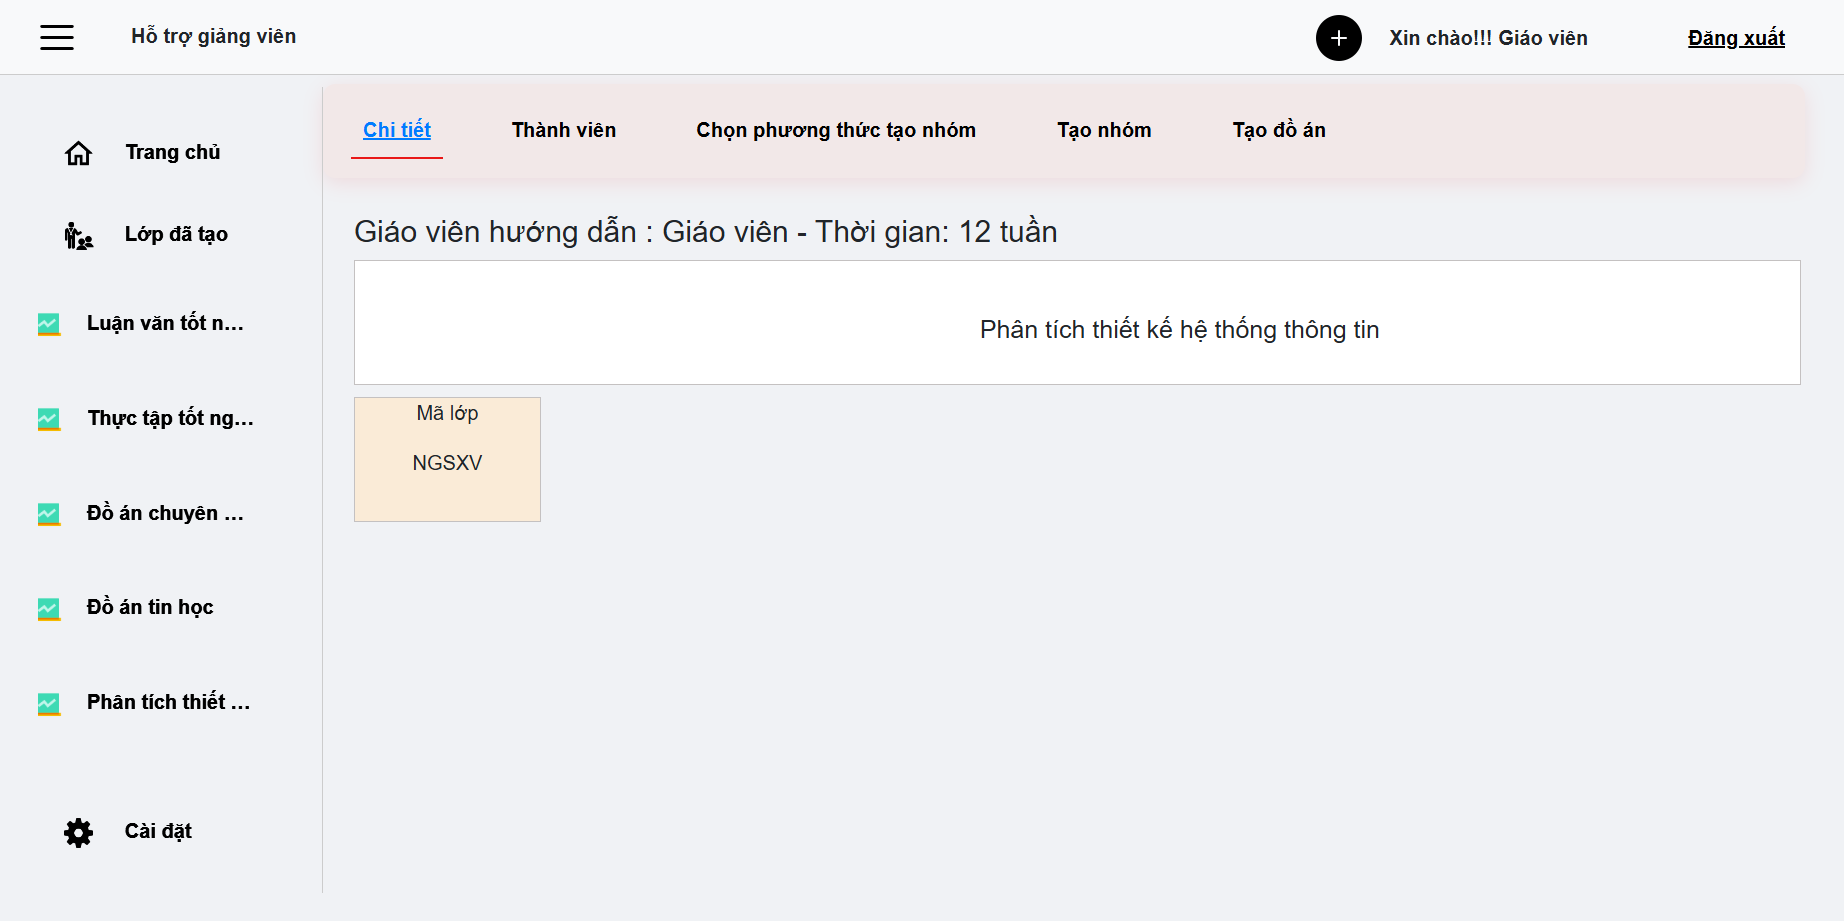 Hỗ trợ giảng viên
Xin chào!!! Giáo viên
Đăng xuất
Trang chủ
Lớp đã tạo
Luận văn tốt n...
Thực tập tốt ng...
Đồ án chuyên ...
Đồ án tin học
Phân tích thiết ...
Cài đặt
Chi tiết
Thành viên
Chọn phương thức tạo nhóm
Tạo nhóm
Tạo đồ án
Giáo viên hướng dẫn : Giáo viên - Thời gian: 12 tuần
Phân tích thiết kế hệ thống thông tin
Mã lớp
NGSXV